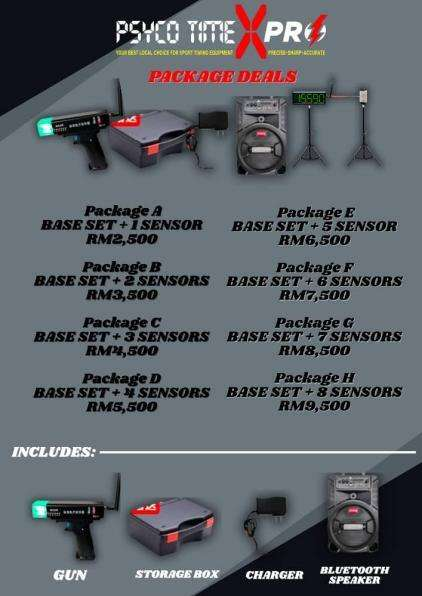 PSYCO TIME X PRO
YOUR BEST LOCAL CHOICE FOR SPORT TIMING EQUIPMENT PRECISE•SHARP•ACCURATE
PACKAGE DEALS
Package A
BASE SET + 1 SENSOR
RM2,500
Package B
BASE SET + 2 SENSORS
RM3,500
Package C
BASE SET + 3 SENSORS
RM4,500
Package D
BASE SET + 4 SENSORS
RM5,500
Package E
BASE SET + 5 SENSOR
RM6,500
Package F
BASE SET + 6 SENSORS
RM7,500
Package G
BASE SET + 7 SENSORS
RM8,500
Package H
BASE SET + 8 SENSORS
RM9,500
INCLUDES:
GUN
STORAGE BOX
CHARGER
BLUETOOTH
SPEAKER